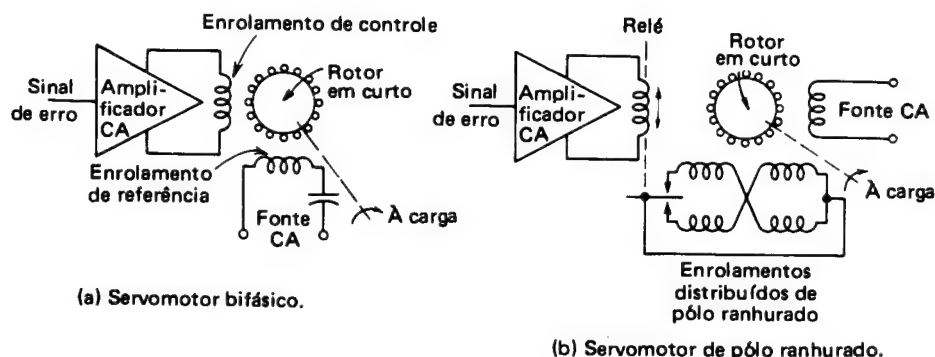 Enrolamento de controle
Sinal
de erro
Ampli-
ficador
CA
Rotor
em curto
Enrolamento
de referência
Fonte
CA
À carga
(a) Servomotor bifásico.
Relé
Sinal
de erro
Ampli-
ficador
CA
Rotor
em curto
Fonte CA
À carga
Enrolamentos
distribuídos de
pólo ranhurado
(b) Servomotor de pólo ranhurado.